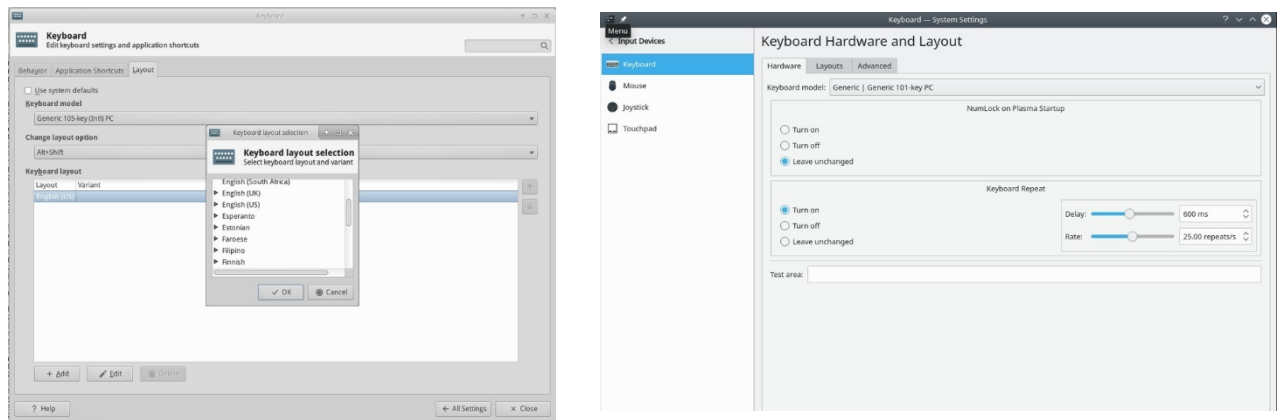 Keyboard
Keyboard
Edit keyboard settings and application shortcuts
Behavior Application Shortcuts Layout
Use system defaults
Keyboard model
Generic 105-key (Intl) PC
Change layout option
Alt+Shift
Keyboard layout
Layout Variant
English (US)
Keyboard layout selection
Keyboard layout selection
Select keyboard layout and variant
English (South Africa)
English (UK)
English (US)
Esperanto
Estonian
Faroese
Filipino
Finnish
OK Cancel
Add Edit Delete
? Help All Settings Close
Keyboard — System Settings
Menu
Input Devices
Keyboard
Mouse
Joystick
Touchpad
Keyboard Hardware and Layout
Hardware Layouts Advanced
Keyboard model: Generic | Generic 101-key PC
NumLock on Plasma Startup
Turn on
Turn off
Leave unchanged
Keyboard Repeat
Turn on
Turn off
Leave unchanged
Delay: 600 ms
Rate: 25.00 repeats/s
Test area: